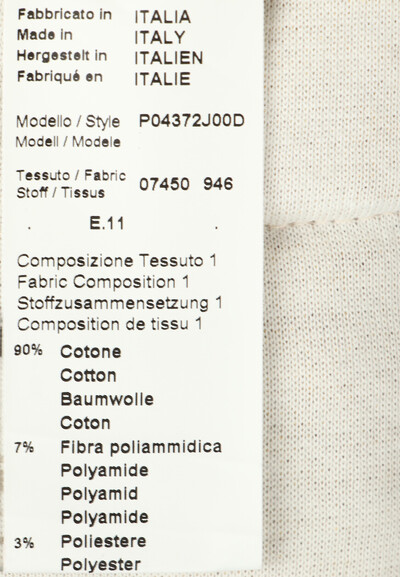 Fabbricato in ITALIA
Made in ITALY
Hergestelt in ITALIEN
Fabriqué en ITALIE
Modello / Style P04372J00D
Modell / Modele
Tessuto / Fabric 07450 946
Stoff / Tissus
. E.11 .
Composizione Tessuto 1
Fabric Composition 1
Stoffzusammensetzung 1
Composition de tissu 1
90% Cotone
Cotton
Baumwolle
Coton
7% Fibra poliammidica
Polyamide
Polyamid
Polyamide
3% Poliestere
Polyester